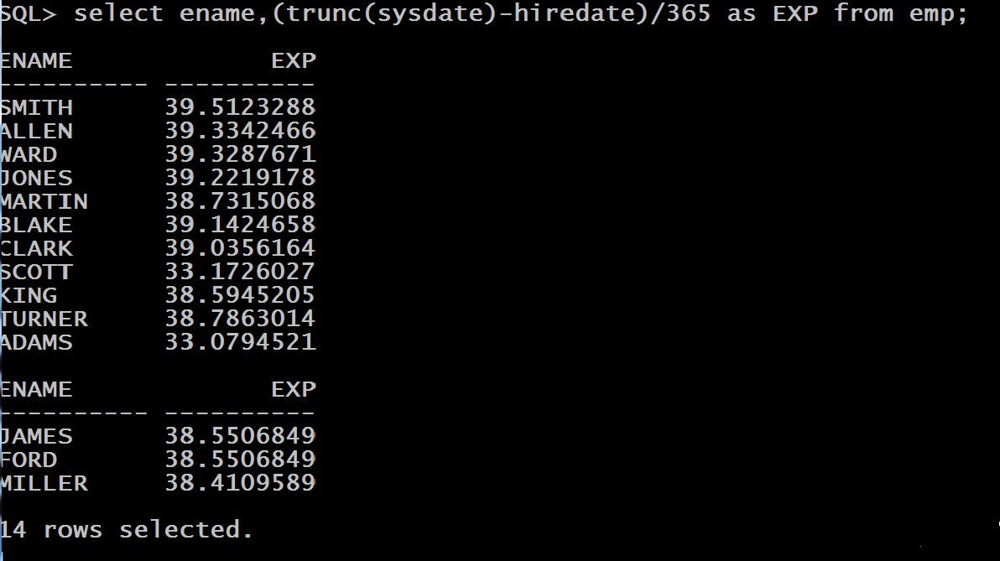 SQL> select ename,(trunc(sysdate)-hiredate)/365 as EXP from emp;
ENAME             EXP
---------- ----------
SMITH      39.5123288
ALLEN      39.3342466
WARD       39.3287671
JONES      39.2219178
MARTIN     38.7315068
BLAKE      39.1424658
CLARK      39.0356164
SCOTT      33.1726027
KING       38.5945205
TURNER     38.7863014
ADAMS      33.0794521
ENAME             EXP
---------- ----------
JAMES      38.5506849
FORD       38.5506849
MILLER     38.4109589
14 rows selected.